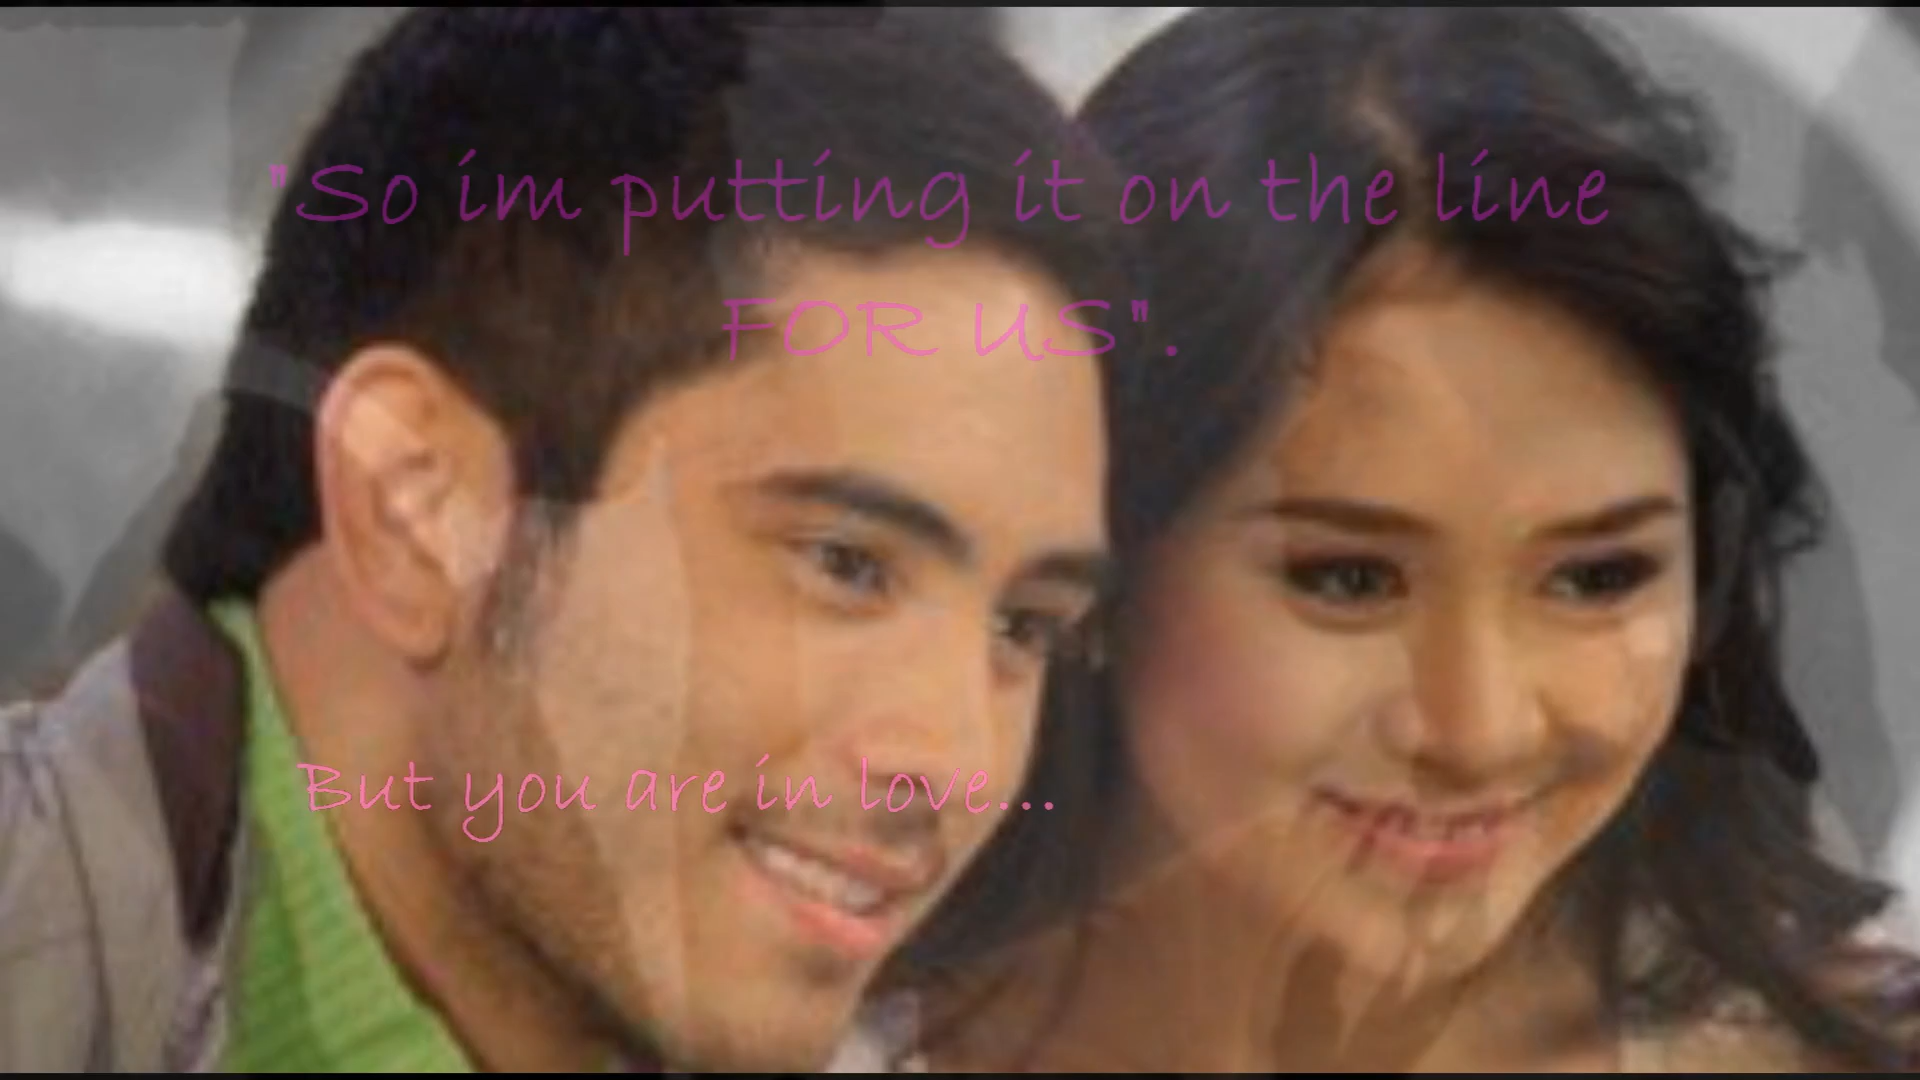 "So im putting it on the line
FOR US".
But you are in love...